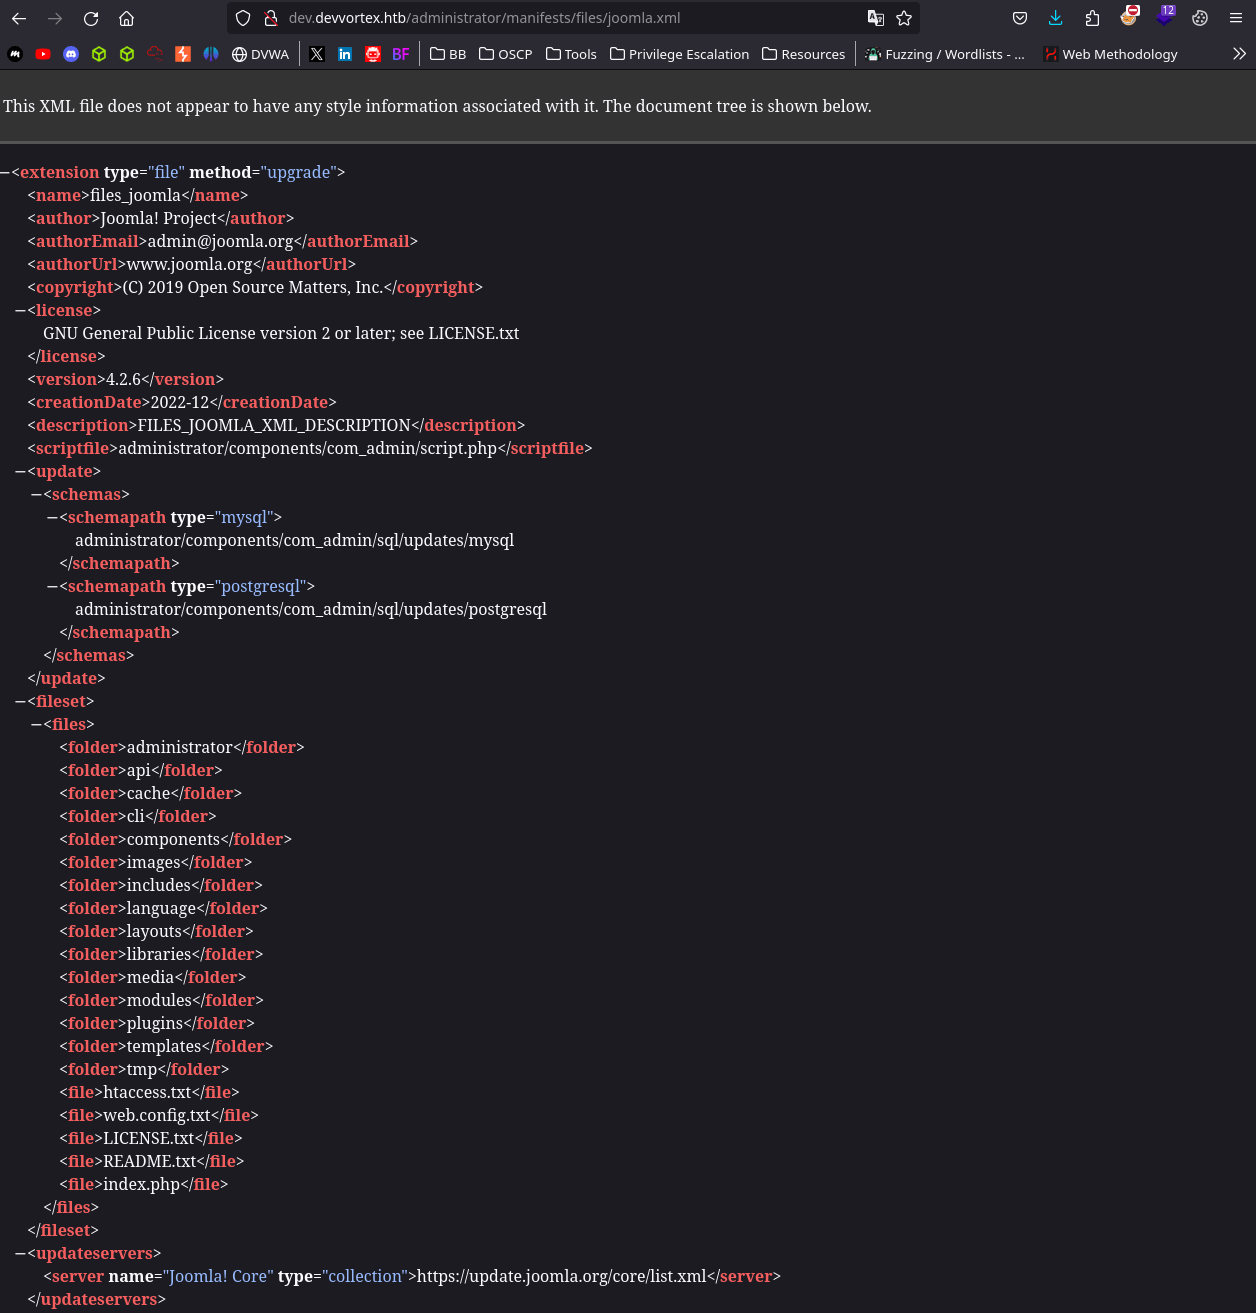 dev.devvortex.htb/administrator/manifests/files/joomla.xml
12
DVWA
BF
BB
OSCP
Tools
Privilege Escalation
Resources
Fuzzing / Wordlists - ...
Web Methodology
This XML file does not appear to have any style information associated with it. The document tree is shown below.
−<extension type="file" method="upgrade">
<name>files_joomla</name>
<author>Joomla! Project</author>
<authorEmail>admin@joomla.org</authorEmail>
<authorUrl>www.joomla.org</authorUrl>
<copyright>(C) 2019 Open Source Matters, Inc.</copyright>
−<license>
GNU General Public License version 2 or later; see LICENSE.txt
</license>
<version>4.2.6</version>
<creationDate>2022-12</creationDate>
<description>FILES_JOOMLA_XML_DESCRIPTION</description>
<scriptfile>administrator/components/com_admin/script.php</scriptfile>
−<update>
−<schemas>
−<schemapath type="mysql">
administrator/components/com_admin/sql/updates/mysql
</schemapath>
−<schemapath type="postgresql">
administrator/components/com_admin/sql/updates/postgresql
</schemapath>
</schemas>
</update>
−<fileset>
−<files>
<folder>administrator</folder>
<folder>api</folder>
<folder>cache</folder>
<folder>cli</folder>
<folder>components</folder>
<folder>images</folder>
<folder>includes</folder>
<folder>language</folder>
<folder>layouts</folder>
<folder>libraries</folder>
<folder>media</folder>
<folder>modules</folder>
<folder>plugins</folder>
<folder>templates</folder>
<folder>tmp</folder>
<file>htaccess.txt</file>
<file>web.config.txt</file>
<file>LICENSE.txt</file>
<file>README.txt</file>
<file>index.php</file>
</files>
</fileset>
−<updateservers>
<server name="Joomla! Core" type="collection">https://update.joomla.org/core/list.xml</server>
</updateservers>